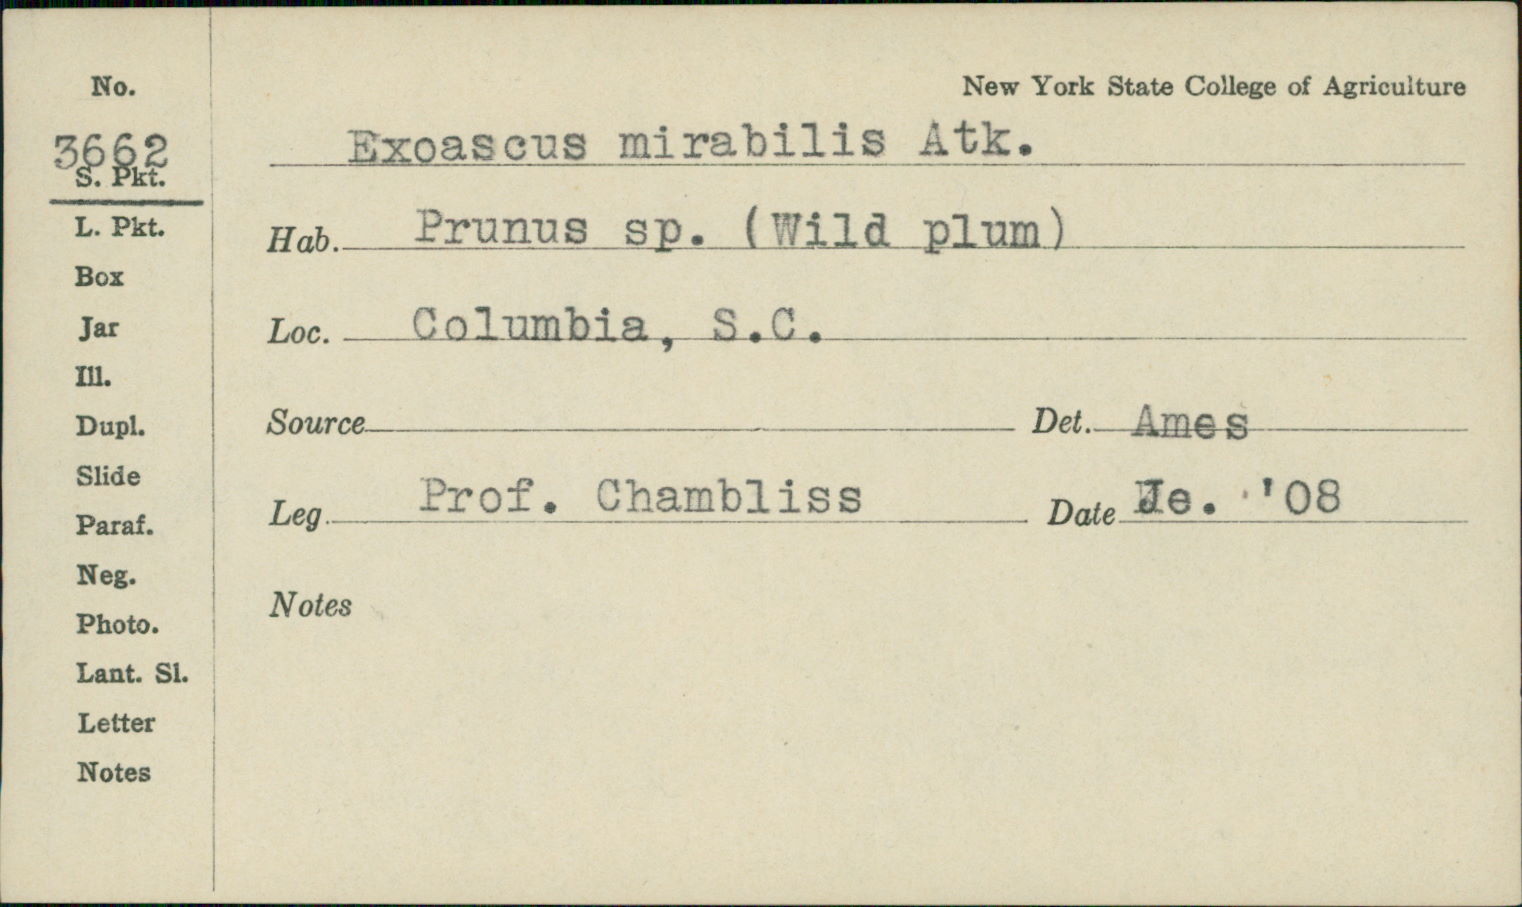 No.
New York State College of Agriculture
3662
Exoascus mirabilis Atk.
S. Pkt.
L. Pkt.
Hab. Prunus sp. (Wild plum)
Box
Jar
Loc. Columbia, S.C.
Ill.
Dupl.
Source Det. Ames
Slide
Leg. Prof. Chambliss Date Je. '08
Paraf.
Neg.
Notes
Photo.
Lant. Sl.
Letter
Notes